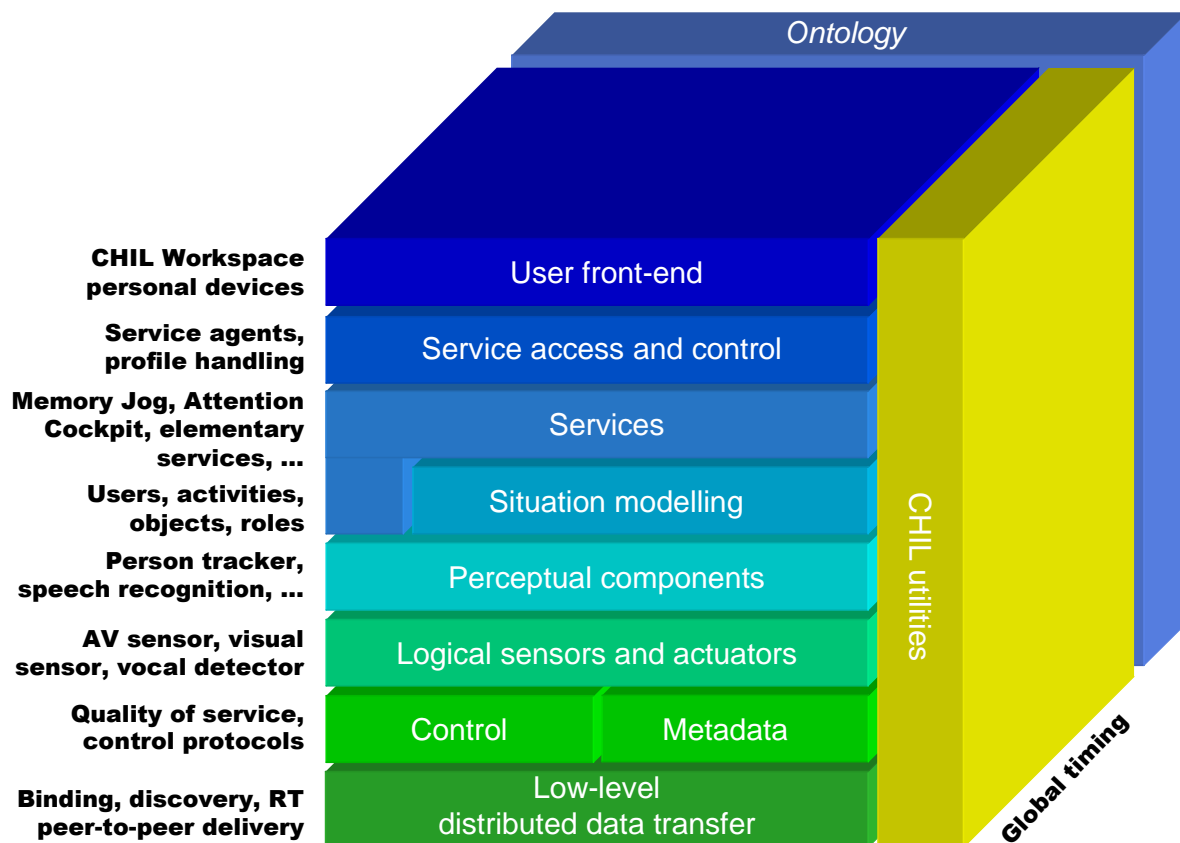 Ontology
CHIL Workspace
personal devices
User front-end
Service agents,
profile handling
Service access and control
Memory Jog, Attention
Cockpit, elementary
services, ...
Services
Users, activities,
objects, roles
Situation modelling
Person tracker,
speech recognition, ...
Perceptual components
AV sensor, visual
sensor, vocal detector
Logical sensors and actuators
Quality of service,
control protocols
Control
Metadata
Binding, discovery, RT
peer-to-peer delivery
Low-level
distributed data transfer
CHIL utilities
Global timing